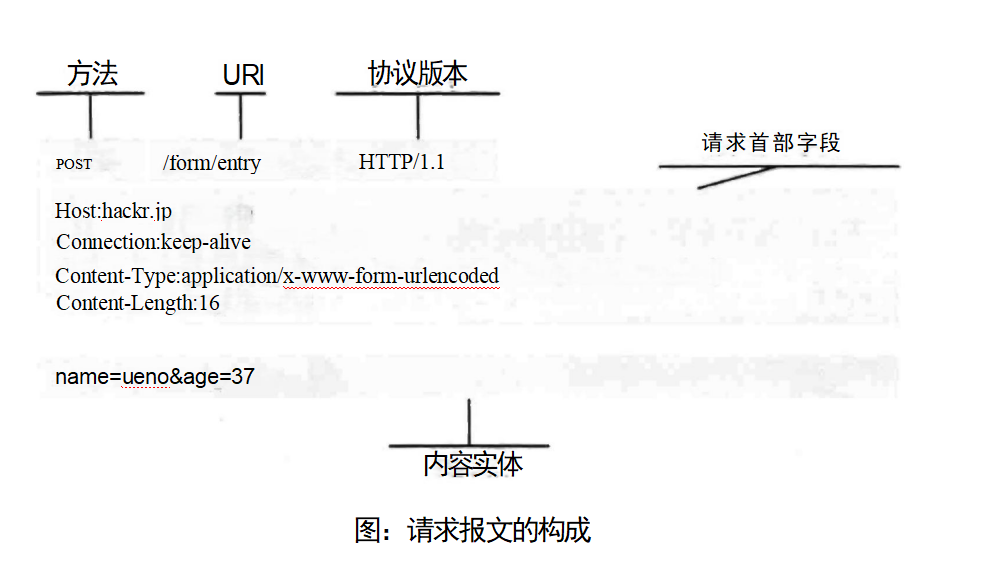 方法 URI 协议版本
请求首部字段
POST /form/entry HTTP/1.1
Host:hackr.jp
Connection:keep-alive
Content-Type:application/x-www-form-urlencoded
Content-Length:16
name=ueno&age=37
内容实体
图：请求报文的构成